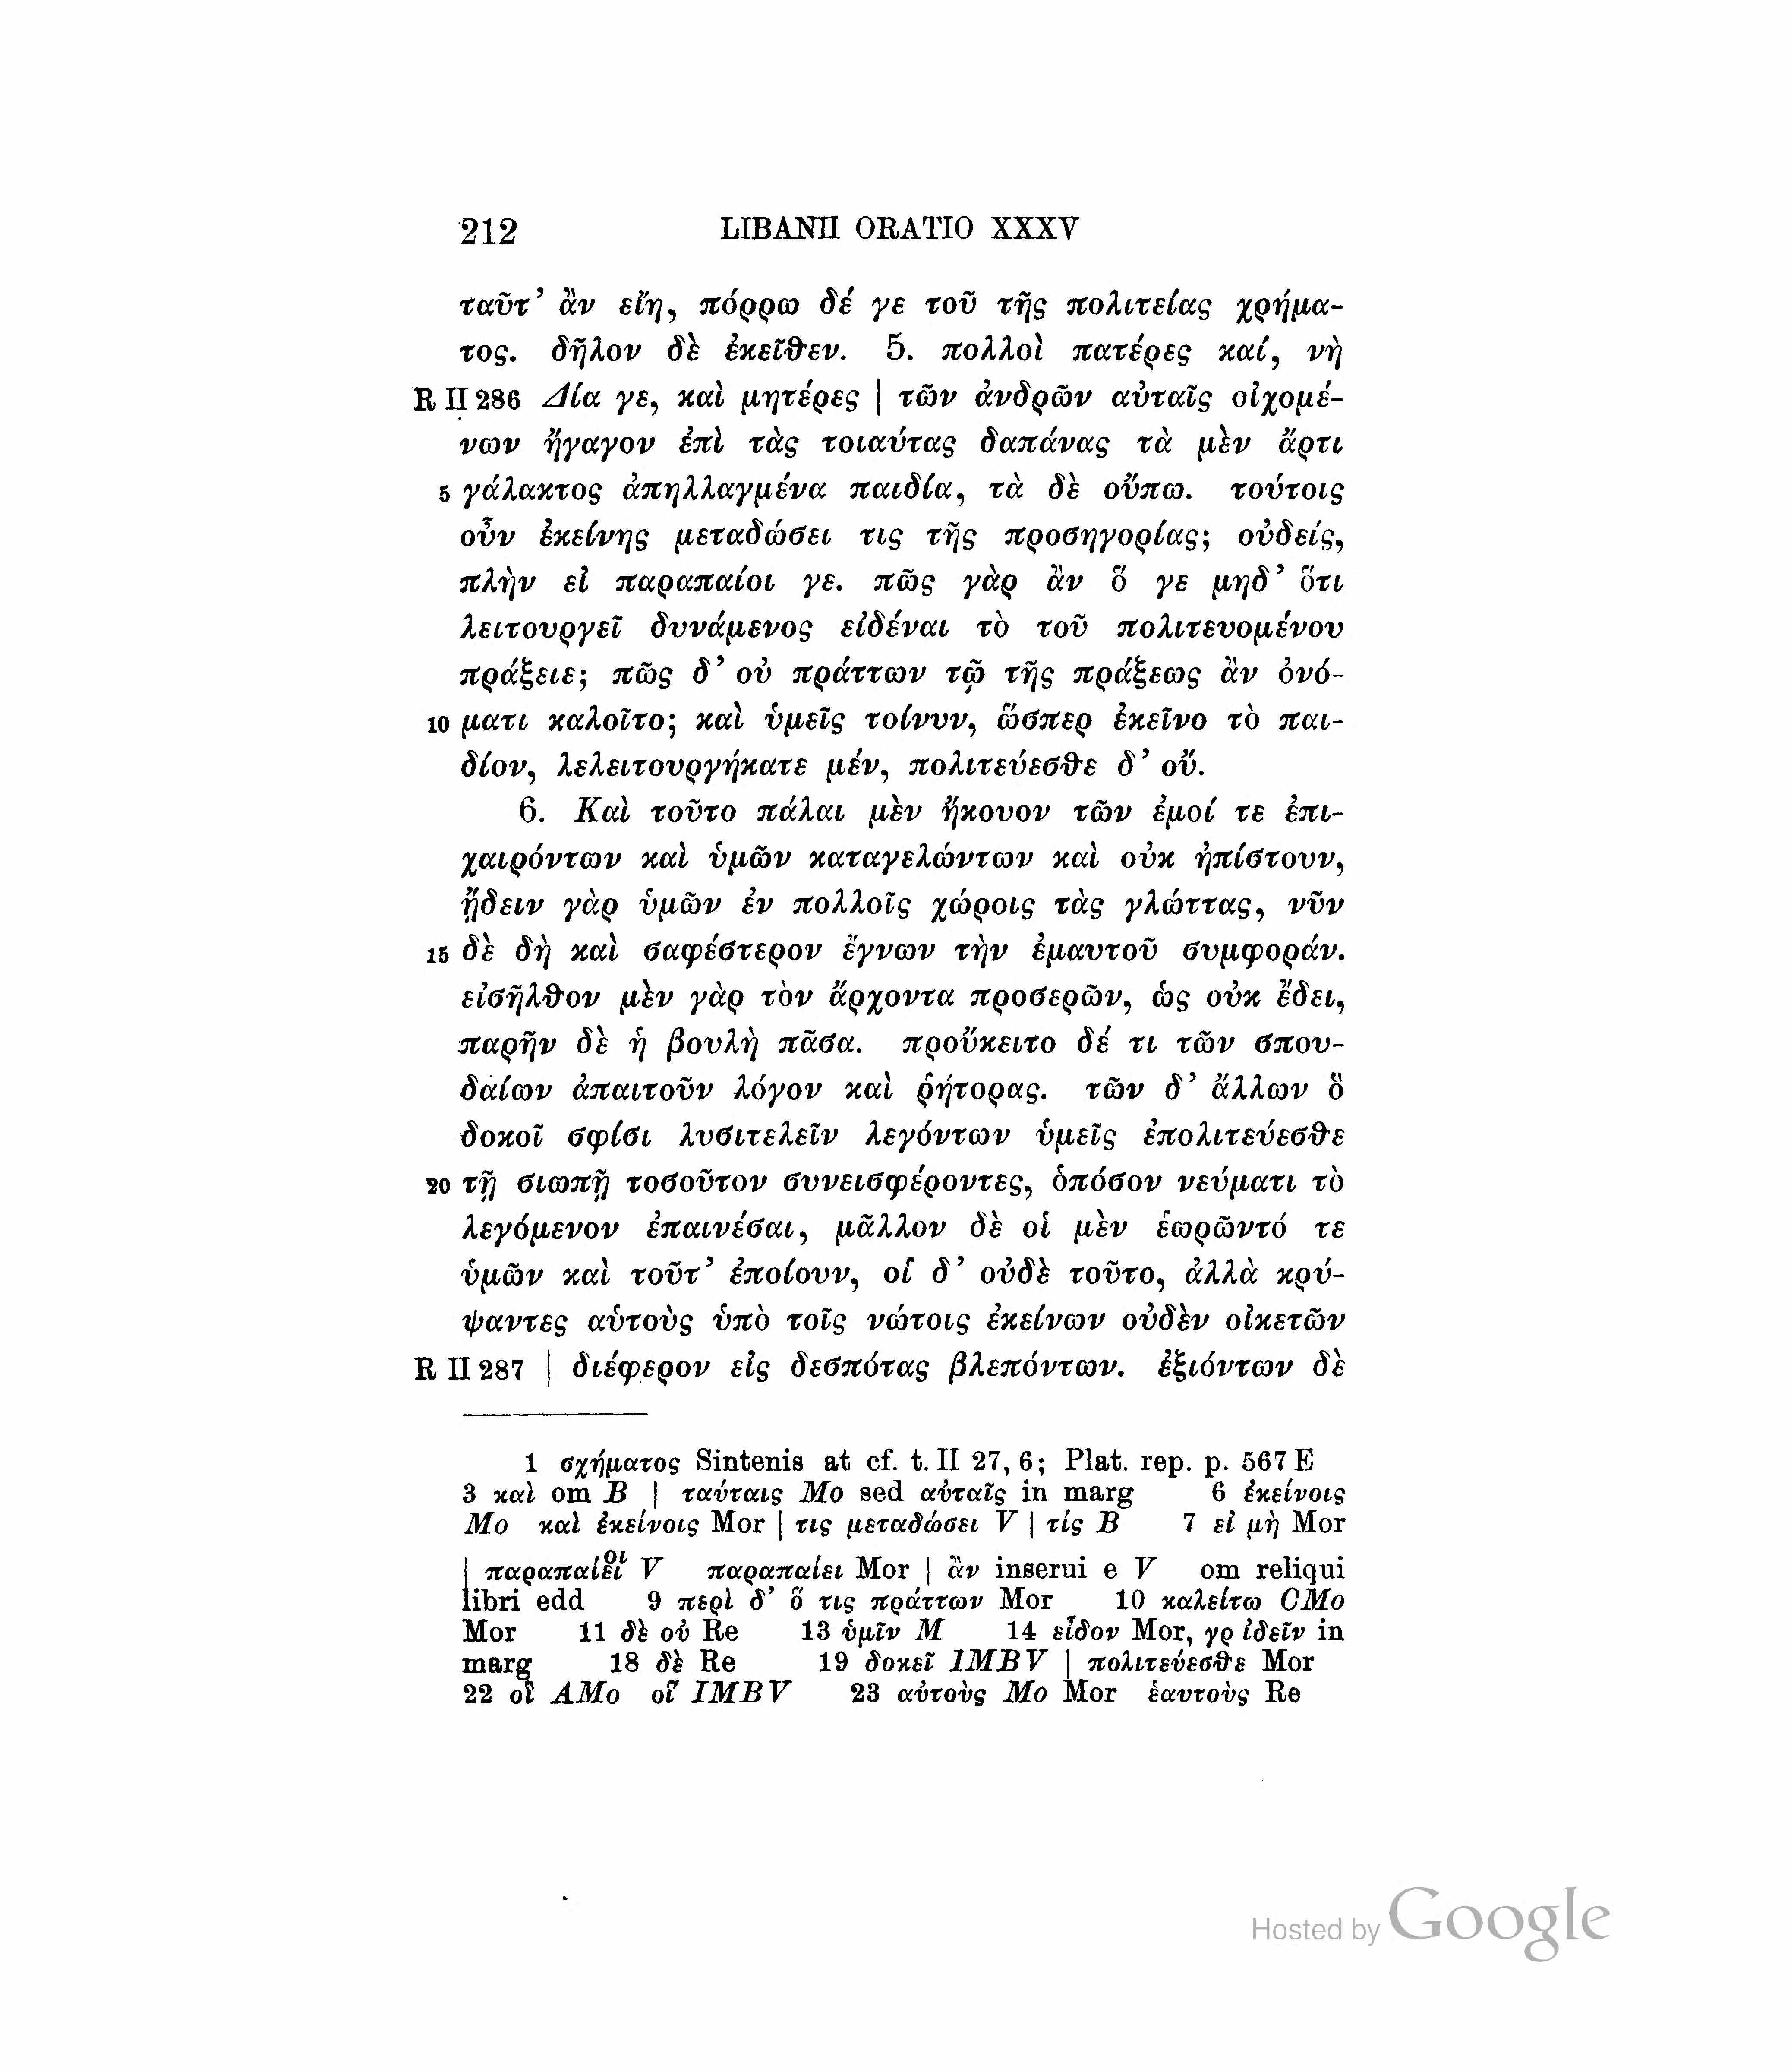 212 LIBANII ORATIO XXXV
ταῦτ’ ἂν εἴη, πόρρω δέ γε τοῦ τῆς πολιτείας χρήμα-
τος. δῆλον δὲ ἐκεῖθεν. 5. πολλοὶ πατέρες καί, νὴ
R II 286 Δία γε, καὶ μητέρες | τῶν ἀνδρῶν αὐταῖς οἰχομέ-
νων ἤγαγον ἐπὶ τὰς τοιαύτας δαπάνας τὰ μὲν ἄρτι
5 γάλακτος ἀπηλλαγμένα παιδία, τὰ δὲ οὔπω. τούτοις
οὖν ἐκείνης μεταδώσει τις τῆς προσηγορίας; οὐδείς,
πλὴν εἰ παραπαίοι γε. πῶς γὰρ ἂν ὅ γε μηδ’ ὅτι
λειτουργεῖ δυνάμενος εἰδέναι τὸ τοῦ πολιτευομένου
πράξειε; πῶς δ’ οὐ πράττων τῷ τῆς πράξεως ἂν ὀνό-
10 ματι καλοῖτο; καὶ ὑμεῖς τοίνυν, ὥσπερ ἐκεῖνο τὸ παι-
δίον, λελειτουργήκατε μέν, πολιτεύεσθε δ’ οὔ.
6. Καὶ τοῦτο πάλαι μὲν ἤκουον τῶν ἐμοί τε ἐπι-
χαιρόντων καὶ ὑμῶν καταγελώντων καὶ οὐκ ἠπίστουν,
ᾔδειν γὰρ ὑμῶν ἐν πολλοῖς χώροις τὰς γλώττας, νῦν
15 δὲ δὴ καὶ σαφέστερον ἔγνων τὴν ἐμαυτοῦ συμφοράν.
εἰσῆλθον μὲν γὰρ τὸν ἄρχοντα προσερῶν, ὡς οὐκ ἔδει,
παρῆν δὲ ἡ βουλὴ πᾶσα. προὔκειτο δέ τι τῶν σπου-
δαίων ἀπαιτοῦν λόγον καὶ ῥήτορας. τῶν δ’ ἄλλων ὃ
δοκοῖ σφίσι λυσιτελεῖν λεγόντων ὑμεῖς ἐπολιτεύεσθε
20 τῇ σιωπῇ τοσοῦτον συνεισφέροντες, ὁπόσον νεύματι τὸ
λεγόμενον ἐπαινέσαι, μᾶλλον δὲ οἱ μὲν ἑωρῶντό τε
ὑμῶν καὶ τοῦτ’ ἐποίουν, οἱ δ’ οὐδὲ τοῦτο, ἀλλὰ κρύ-
ψαντες αὑτοὺς ὑπὸ τοῖς νώτοις ἐκείνων οὐδὲν οἰκετῶν
R II 287 | διέφερον εἰς δεσπότας βλεπόντων. ἐξιόντων δὲ
1 σχήματος Sintenis at cf. t. II 27, 6; Plat. rep. p. 567 E
3 καὶ om B | ταύταις Mo sed αὐταῖς in marg 6 ἐκείνοις
Mo καὶ ἐκείνοις Mor | τις μεταδώσει V | τίς B 7 εἰ μὴ Mor
| παραπαίει^οι V παραπαίει Mor | ἂν inserui e V om reliqui
libri edd 9 περὶ δ’ ὅ τις πράττων Mor 10 καλείτω CMo
Mor 11 δὲ οὐ Re 13 ὑμῖν M 14 εἶδον Mor, γρ ἰδεῖν in
marg 18 δὲ Re 19 δοκεῖ IMBV | πολιτεύεσθε Mor
22 οἳ AMo οἵ IMBV 23 αὐτοὺς Mo Mor ἑαυτοὺς Re
Hosted by Google